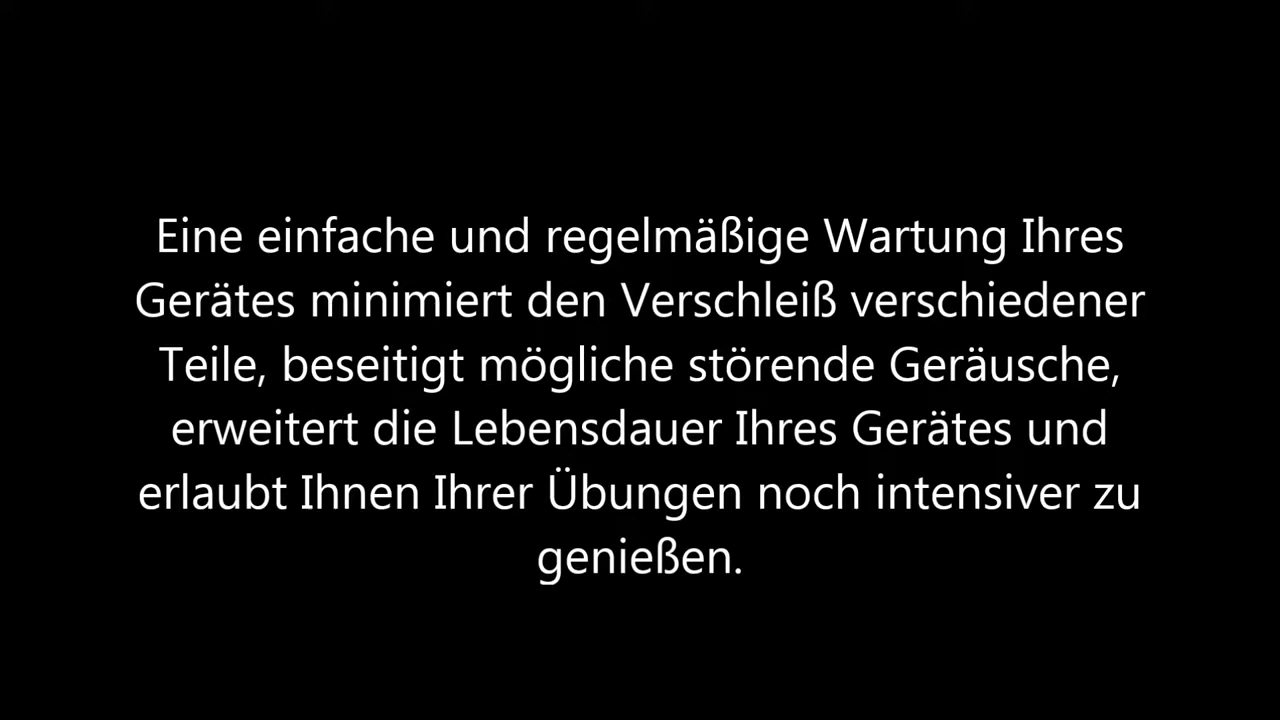 Eine einfache und regelmäßige Wartung Ihres
Gerätes minimiert den Verschleiß verschiedener
Teile, beseitigt mögliche störende Geräusche,
erweitert die Lebensdauer Ihres Gerätes und
erlaubt Ihnen Ihrer Übungen noch intensiver zu
genießen.